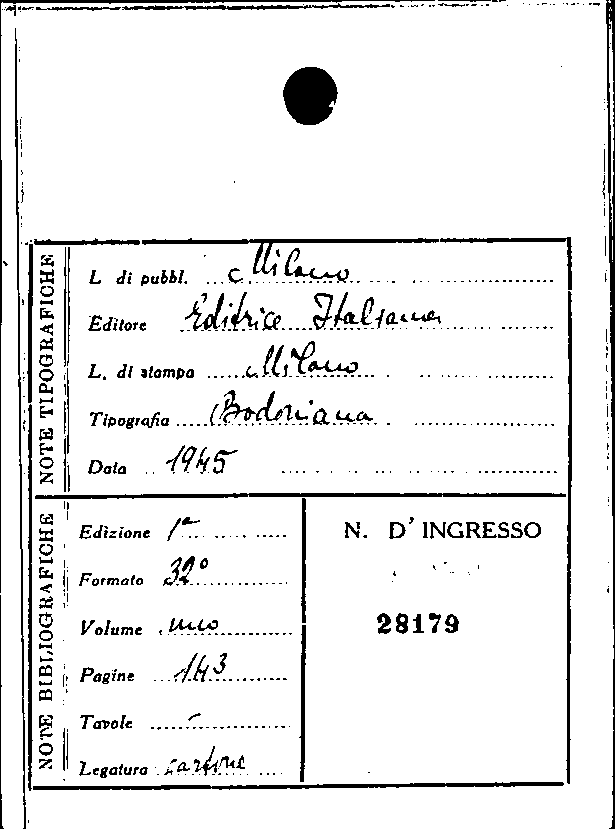 NOTE TIPOGRAFICHE
L. di pubbl. Milano
Editore Editrice Italiana
L. di stampa Milano
Tipografia Bodoniana
Data 1945
NOTE BIBLIOGRAFICHE
Edizione 1ª
Formato 32º
Volume uno
Pagine 143
Tavole -
Legatura cartone
N. D'INGRESSO
28179